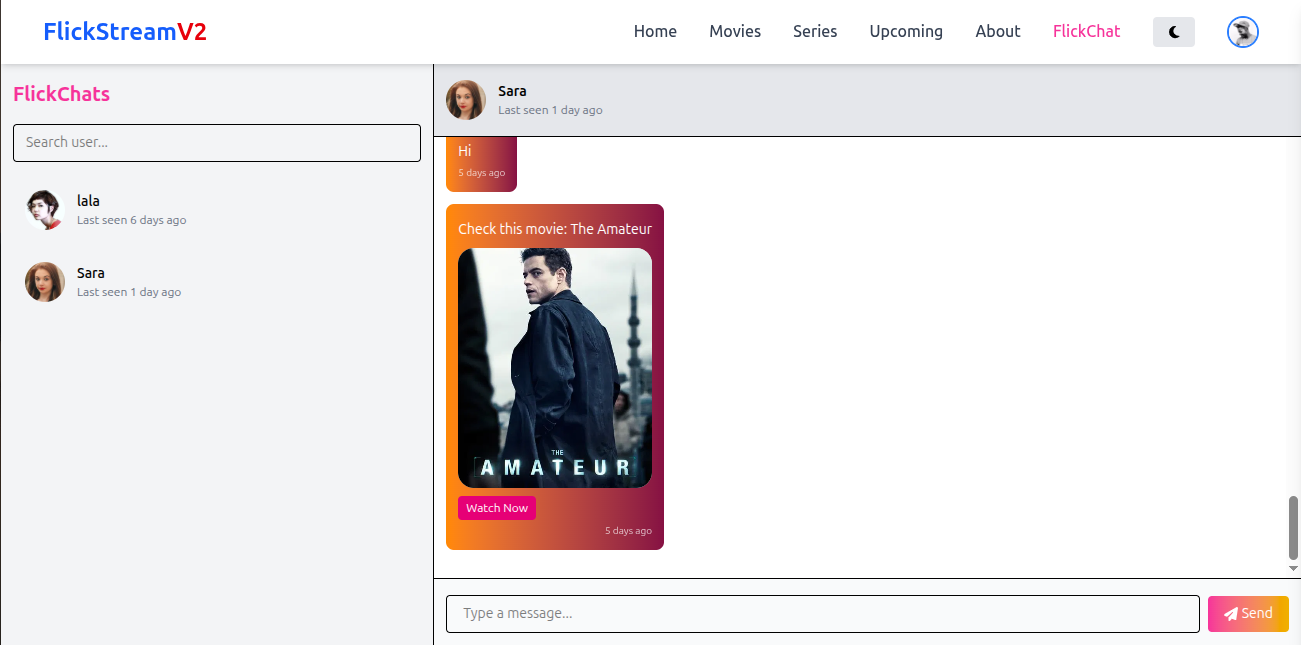 FlickStreamV2
Home Movies Series Upcoming About FlickChat
FlickChats
Search user...
lala
Last seen 6 days ago
Sara
Last seen 1 day ago
Sara
Last seen 1 day ago
Hi
5 days ago
Check this movie: The Amateur
THE
AMATEUR
Watch Now
5 days ago
Type a message...
Send